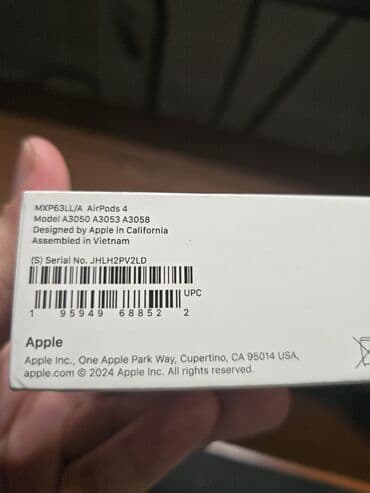 MXP63LL/A AirPods 4
Model A3050 A3053 A3058
Designed by Apple in California
Assembled in Vietnam
(S) Serial No. JHLH2PV2LD
UPC
1 95949 68852 2
Apple
Apple Inc., One Apple Park Way, Cupertino, CA 95014 USA,
apple.com © 2024 Apple Inc. All rights reserved.